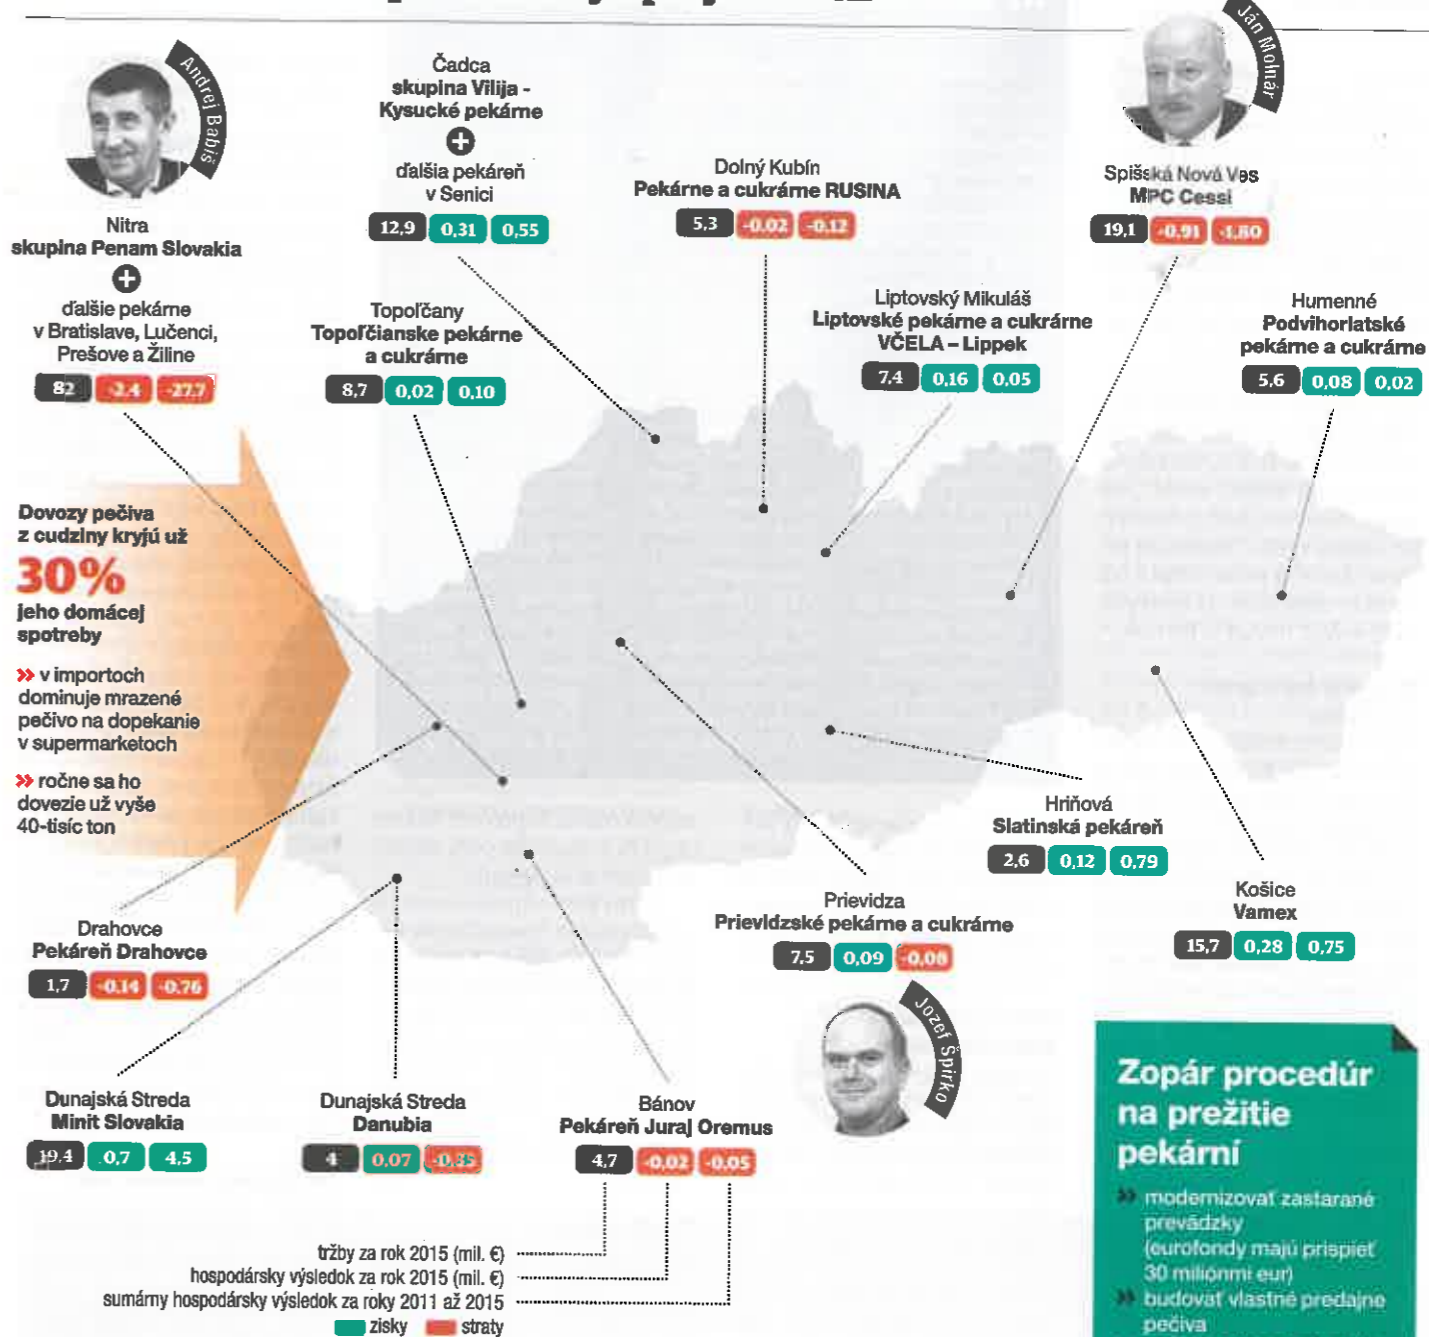 Andrej Babiš
Nitra
skupina Penam Slovakia
+
ďalšie pekárne
v Bratislave, Lučenci,
Prešove a Žiline
82 -2.4 -27.7
Čadca
skupina Vilija -
Kysucké pekárne
+
ďalšia pekáreň
v Senici
12,9 0,31 0,55
Dolný Kubín
Pekárne a cukrárne RUSINA
5,3 -0.02 -0.12
Ján Molnár
Spišská Nová Ves
MPC Cessi
19,1 -0.91 -1.80
Topoľčany
Topoľčianske pekárne
a cukrárne
8,7 0,02 0,10
Liptovský Mikuláš
Liptovské pekárne a cukrárne
VČELA – Lippek
7,4 0,16 0,05
Humenné
Podvihorlatské
pekárne a cukrárne
5,6 0,08 0,02
Dovozy pečiva
z cudziny kryjú už
30%
jeho domácej
spotreby
» v importoch
dominuje mrazené
pečivo na dopekanie
v supermarketoch
» ročne sa ho
dovezie už vyše
40-tisíc ton
Hriňová
Slatinská pekáreň
2,6 0,12 0,79
Košice
Vamex
15,7 0,28 0,75
Prievidza
Prievidzské pekárne a cukrárne
7,5 0,09 -0,08
Jozef Špirko
Drahovce
Pekáreň Drahovce
1,7 -0.14 -0.76
Dunajská Streda
Minit Slovakia
19,4 0,7 4,5
Dunajská Streda
Danubia
4 0,07
Bánov
Pekáreň Juraj Oremus
4,7 -0.02 -0.05
tržby za rok 2015 (mil. €)
hospodársky výsledok za rok 2015 (mil. €)
sumárny hospodársky výsledok za roky 2011 až 2015
zisky straty
Zopár procedúr
na prežitie
pekární
» modernizovať zastarané
prevádzky
(eurofondy majú prispieť
30 miliónmi eur)
» budovať vlastné predajne
pečiva